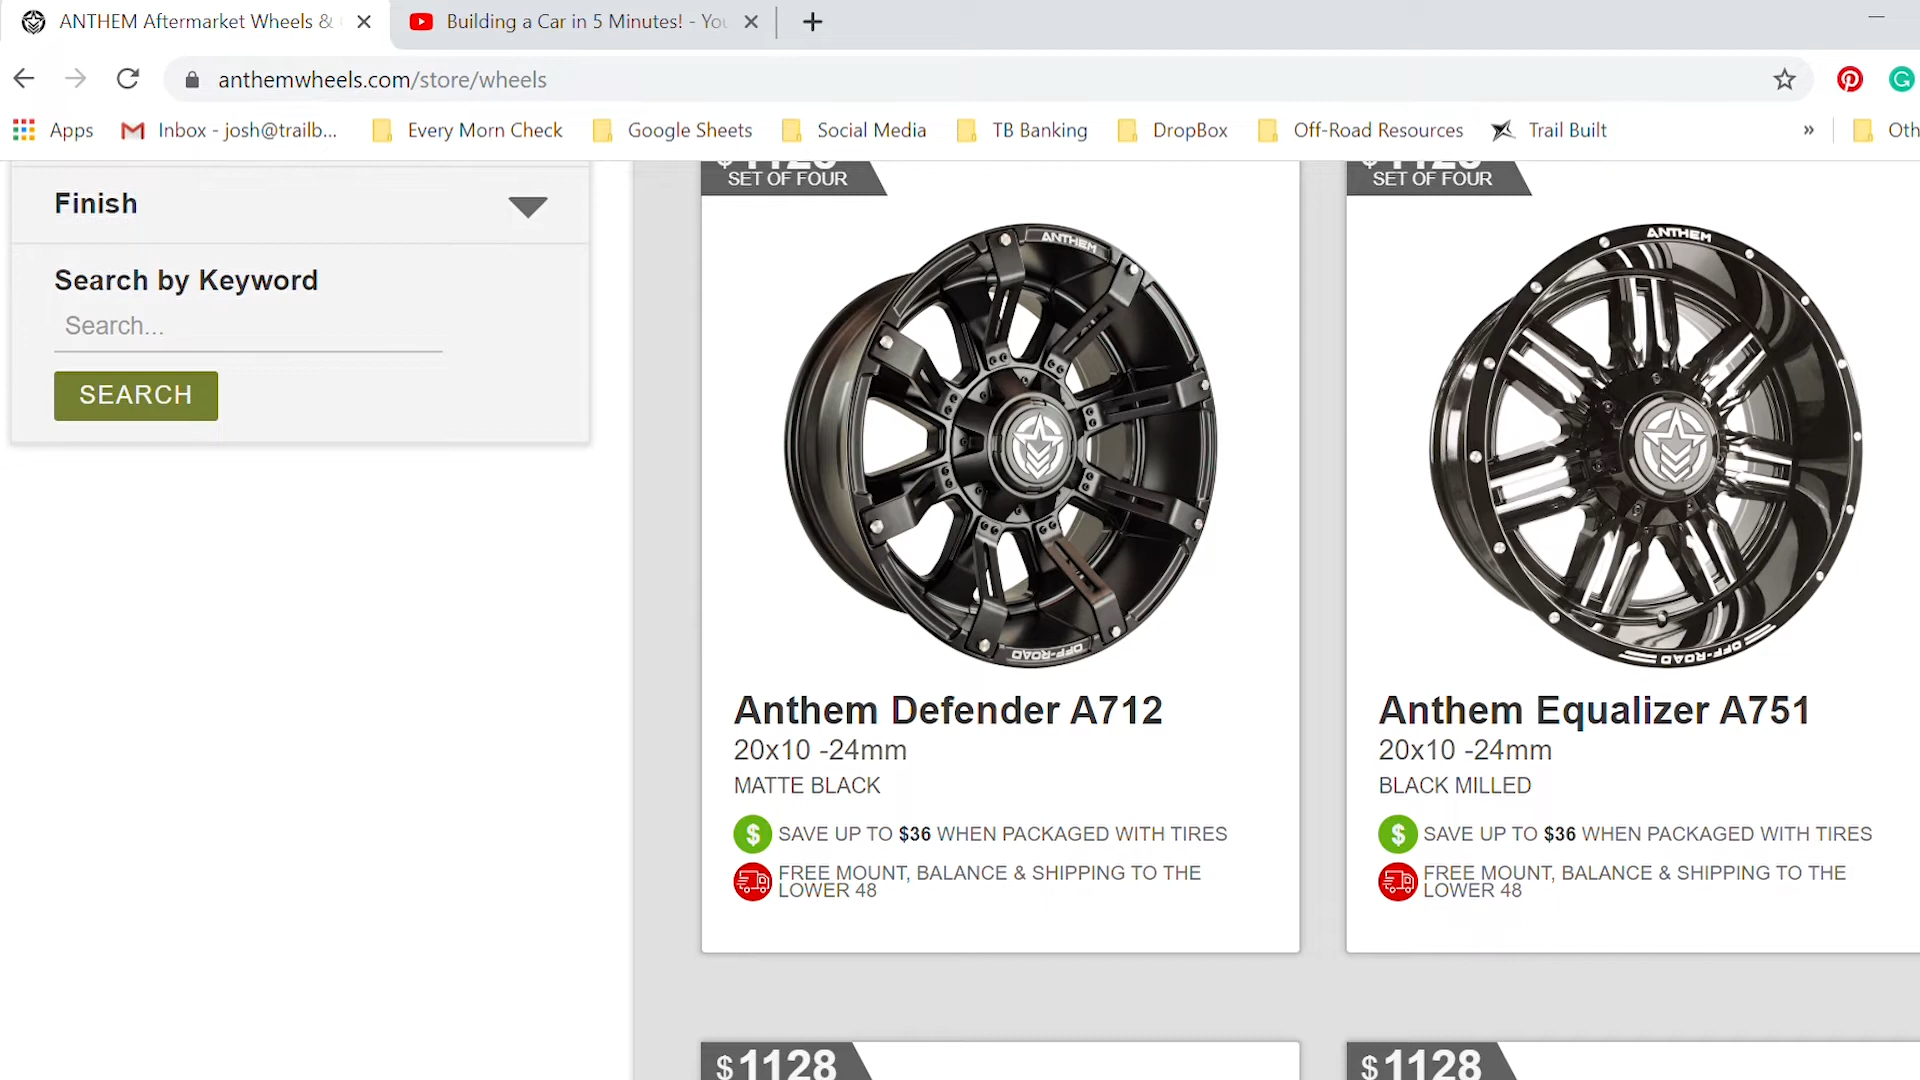 ANTHEM Aftermarket Wheels &
Building a Car in 5 Minutes! - You
anthemwheels.com/store/wheels
Apps
Inbox - josh@trailb...
Every Morn Check
Google Sheets
Social Media
TB Banking
DropBox
Off-Road Resources
Trail Built
»
Oth
Finish
Search by Keyword
Search...
SEARCH
SET OF FOUR
ANTHEM
OFF-ROAD
Anthem Defender A712
20x10 -24mm
MATTE BLACK
$ SAVE UP TO $36 WHEN PACKAGED WITH TIRES
FREE MOUNT, BALANCE & SHIPPING TO THE
LOWER 48
SET OF FOUR
ANTHEM
OFF-ROAD
Anthem Equalizer A751
20x10 -24mm
BLACK MILLED
$ SAVE UP TO $36 WHEN PACKAGED WITH TIRES
FREE MOUNT, BALANCE & SHIPPING TO THE
LOWER 48
$1128
$1128